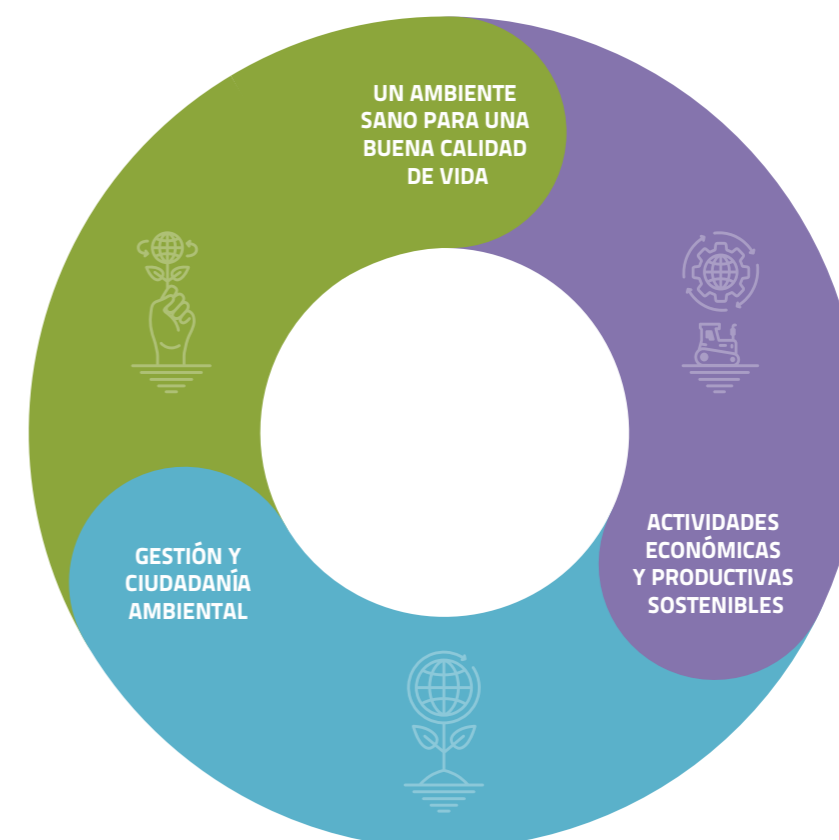 UN AMBIENTE
SANO PARA UNA
BUENA CALIDAD
DE VIDA
ACTIVIDADES
ECONÓMICAS
Y PRODUCTIVAS
SOSTENIBLES
GESTIÓN Y
CIUDADANÍA
AMBIENTAL